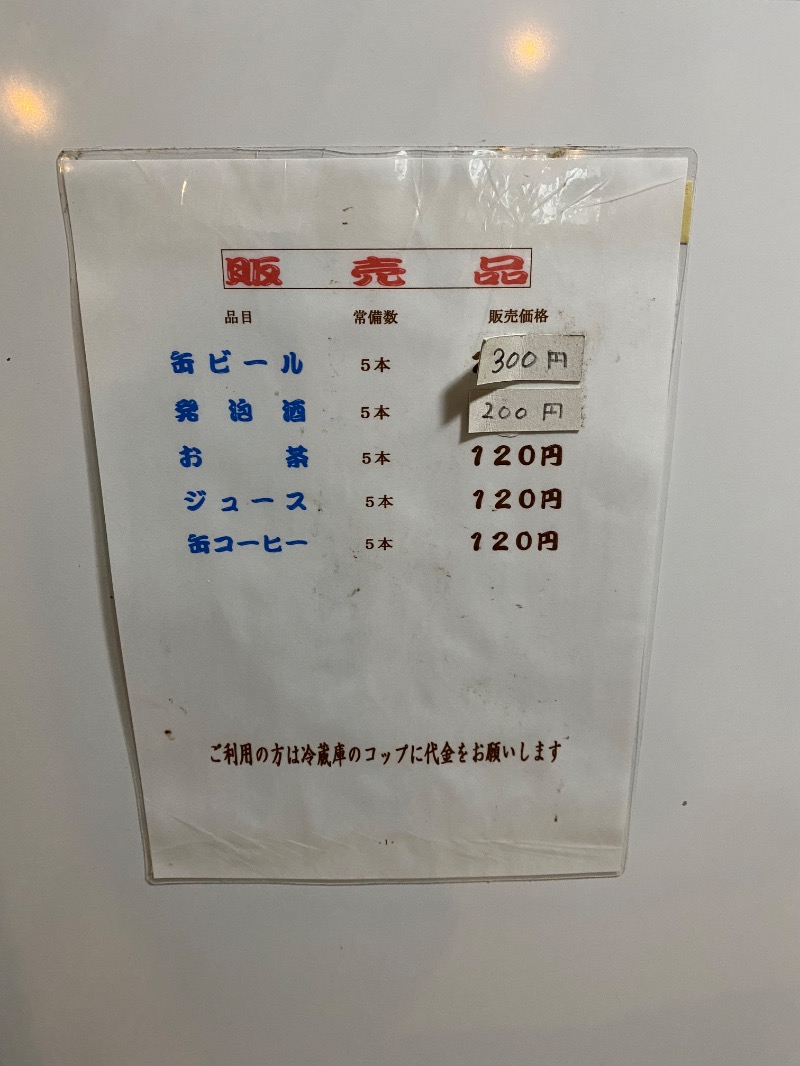 販売品
品目 常備数 販売価格
缶ビール 5本 300円
発泡酒 5本 200円
お茶 5本 120円
ジュース 5本 120円
缶コーヒー 5本 120円
ご利用の方は冷蔵庫のコップに代金をお願いします
-1-